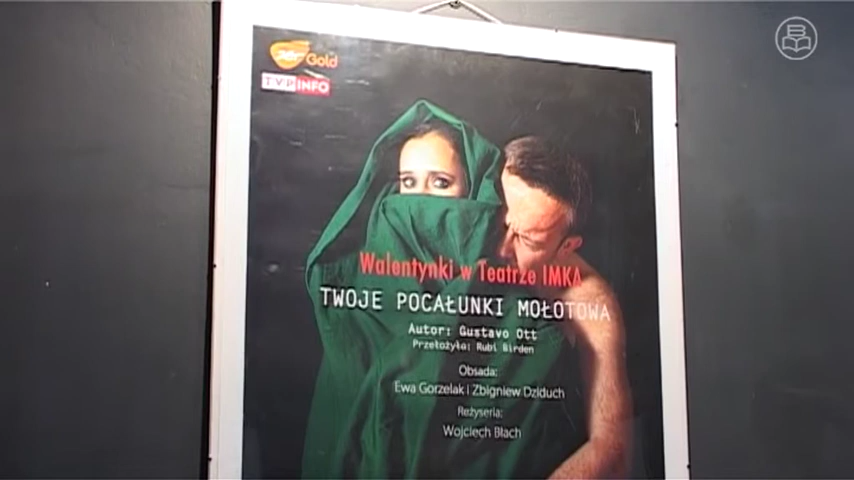 Gold
TVP INFO
Walentynki w Teatrze IMKA
TWOJE POCAŁUNKI MOŁOTOWA
Autor: Gustavo Ott
Przełożyła: Rubi Birden
Obsada:
Ewa Gorzelak i Zbigniew Dziduch
Reżyseria:
Wojciech Błach